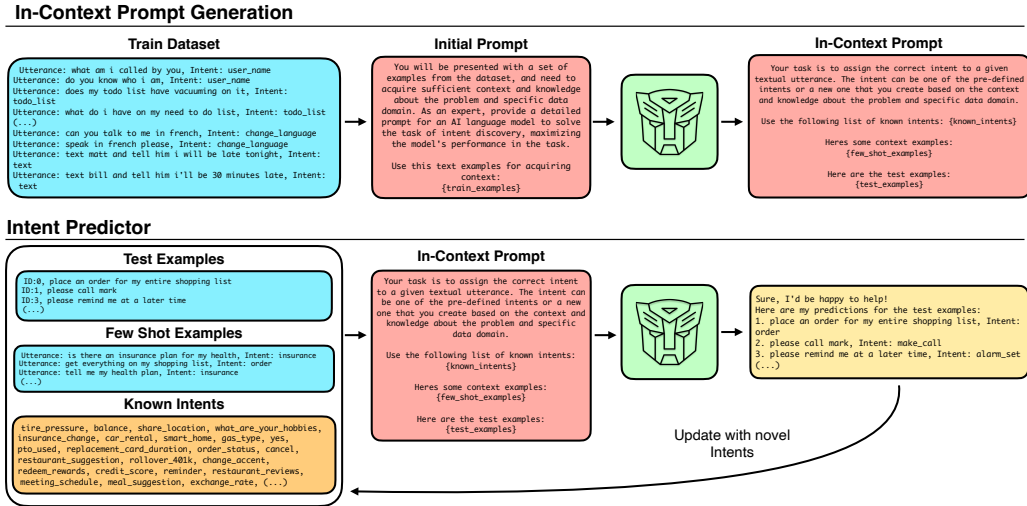 In-Context Prompt Generation
Train Dataset
Utterance: what am i called by you, Intent: user_name
Utterance: do you know who i am, Intent: user_name
Utterance: does my todo list have vacuuming on it, Intent:
todo_list
Utterance: what do i have on my need to do list, Intent: todo_list
(...)
Utterance: can you talk to me in french, Intent: change_language
Utterance: speak in french please, Intent: change_language
Utterance: text matt and tell him i will be late tonight, Intent:
text
Utterance: text bill and tell him i'll be 30 minutes late, Intent:
text
Initial Prompt
You will be presented with a set of
examples from the dataset, and need to
acquire sufficient context and knowledge
about the problem and specific data
domain. As an expert, provide a detailed
prompt for an AI language model to solve
the task of intent discovery, maximizing
the model's performance in the task.
Use this text examples for acquiring
context:
{train_examples}
In-Context Prompt
Your task is to assign the correct intent to a given
textual utterance. The intent can be one of the pre-defined
intents or a new one that you create based on the context
and knowledge about the problem and specific data domain.
Use the following list of known intents: {known_intents}
Heres some context examples:
{few_shot_examples}
Here are the test examples:
{test_examples}
Intent Predictor
Test Examples
ID:0, place an order for my entire shopping list
ID:1, please call mark
ID:3, please remind me at a later time
(...)
Few Shot Examples
Utterance: is there an insurance plan for my health, Intent: insurance
Utterance: get everything on my shopping list, Intent: order
Utterance: tell me my health plan, Intent: insurance
(...)
Known Intents
tire_pressure, balance, share_location, what_are_your_hobbies,
insurance_change, car_rental, smart_home, gas_type, yes,
pto_used, replacement_card_duration, order_status, cancel,
restaurant_suggestion, rollover_401k, change_accent,
redeem_rewards, credit_score, reminder, restaurant_reviews,
meeting_schedule, meal_suggestion, exchange_rate, (...)
In-Context Prompt
Your task is to assign the correct intent
to a given textual utterance. The intent can
be one of the pre-defined intents or a new
one that you create based on the context and
knowledge about the problem and specific
data domain.
Use the following list of known intents:
{known_intents}
Heres some context examples:
{few_shot_examples}
Here are the test examples:
{test_examples}
Sure, I'd be happy to help!
Here are my predictions for the test examples:
1. place an order for my entire shopping list, Intent:
order
2. please call mark, Intent: make_call
3. please remind me at a later time, Intent: alarm_set
(...)
Update with novel
Intents